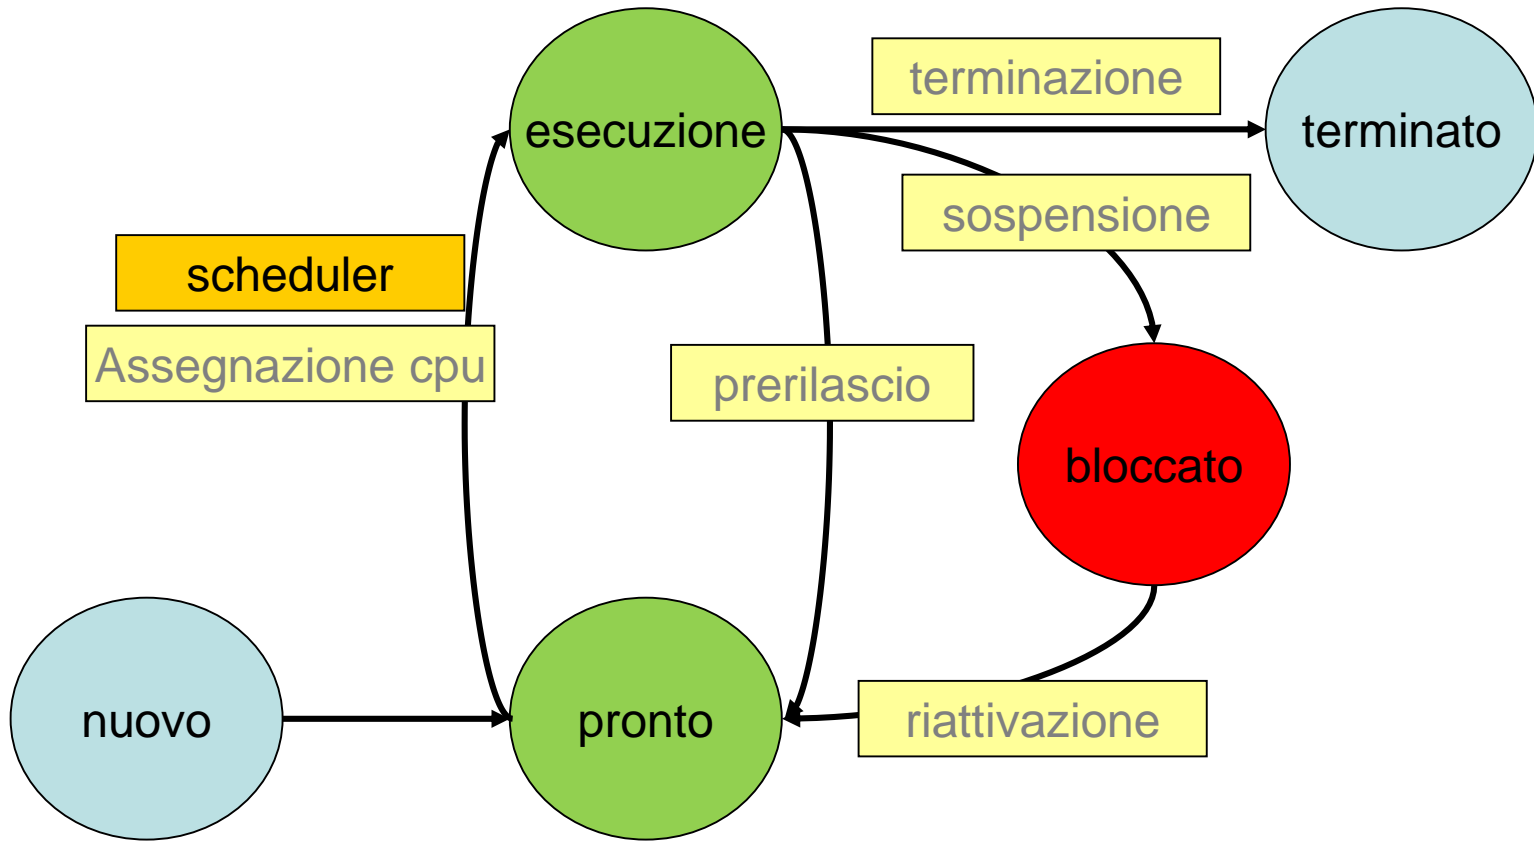 terminazione
esecuzione
terminato
sospensione
scheduler
Assegnazione cpu
prerilascio
bloccato
nuovo
pronto
riattivazione